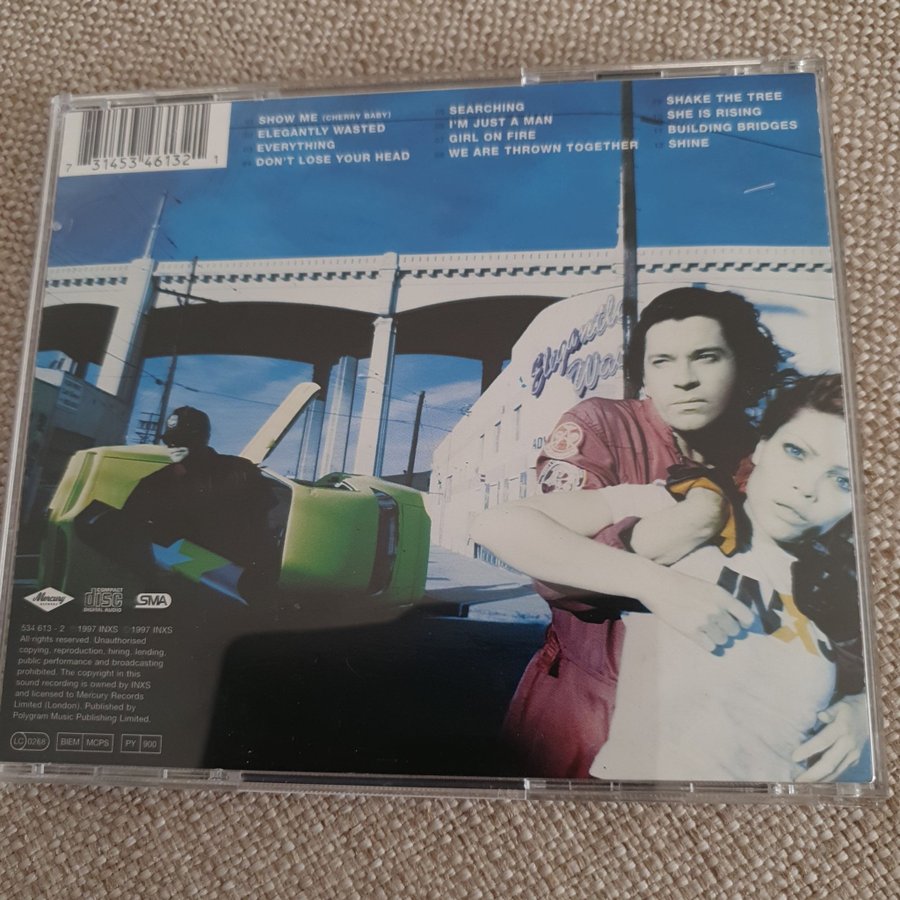 7 31453 46132 1
SHOW ME (CHERRY BABY)
ELEGANTLY WASTED
EVERYTHING
DON'T LOSE YOUR HEAD
SEARCHING
I'M JUST A MAN
GIRL ON FIRE
WE ARE THROWN TOGETHER
SHAKE THE TREE
SHE IS RISING
BUILDING BRIDGES
SHINE
Elegantly
Was
Mercury
COMPACT
disc
DIGITAL AUDIO
SMA
534 613 - 2 ℗ 1997 INXS © 1997 INXS
All rights reserved. Unauthorised
copying, reproduction, hiring, lending,
public performance and broadcasting
prohibited. The copyright in this
sound recording is owned by INXS
and licensed to Mercury Records
Limited (London). Published by
Polygram Music Publishing Limited.
LC 0268 BIEM MCPS PY 900